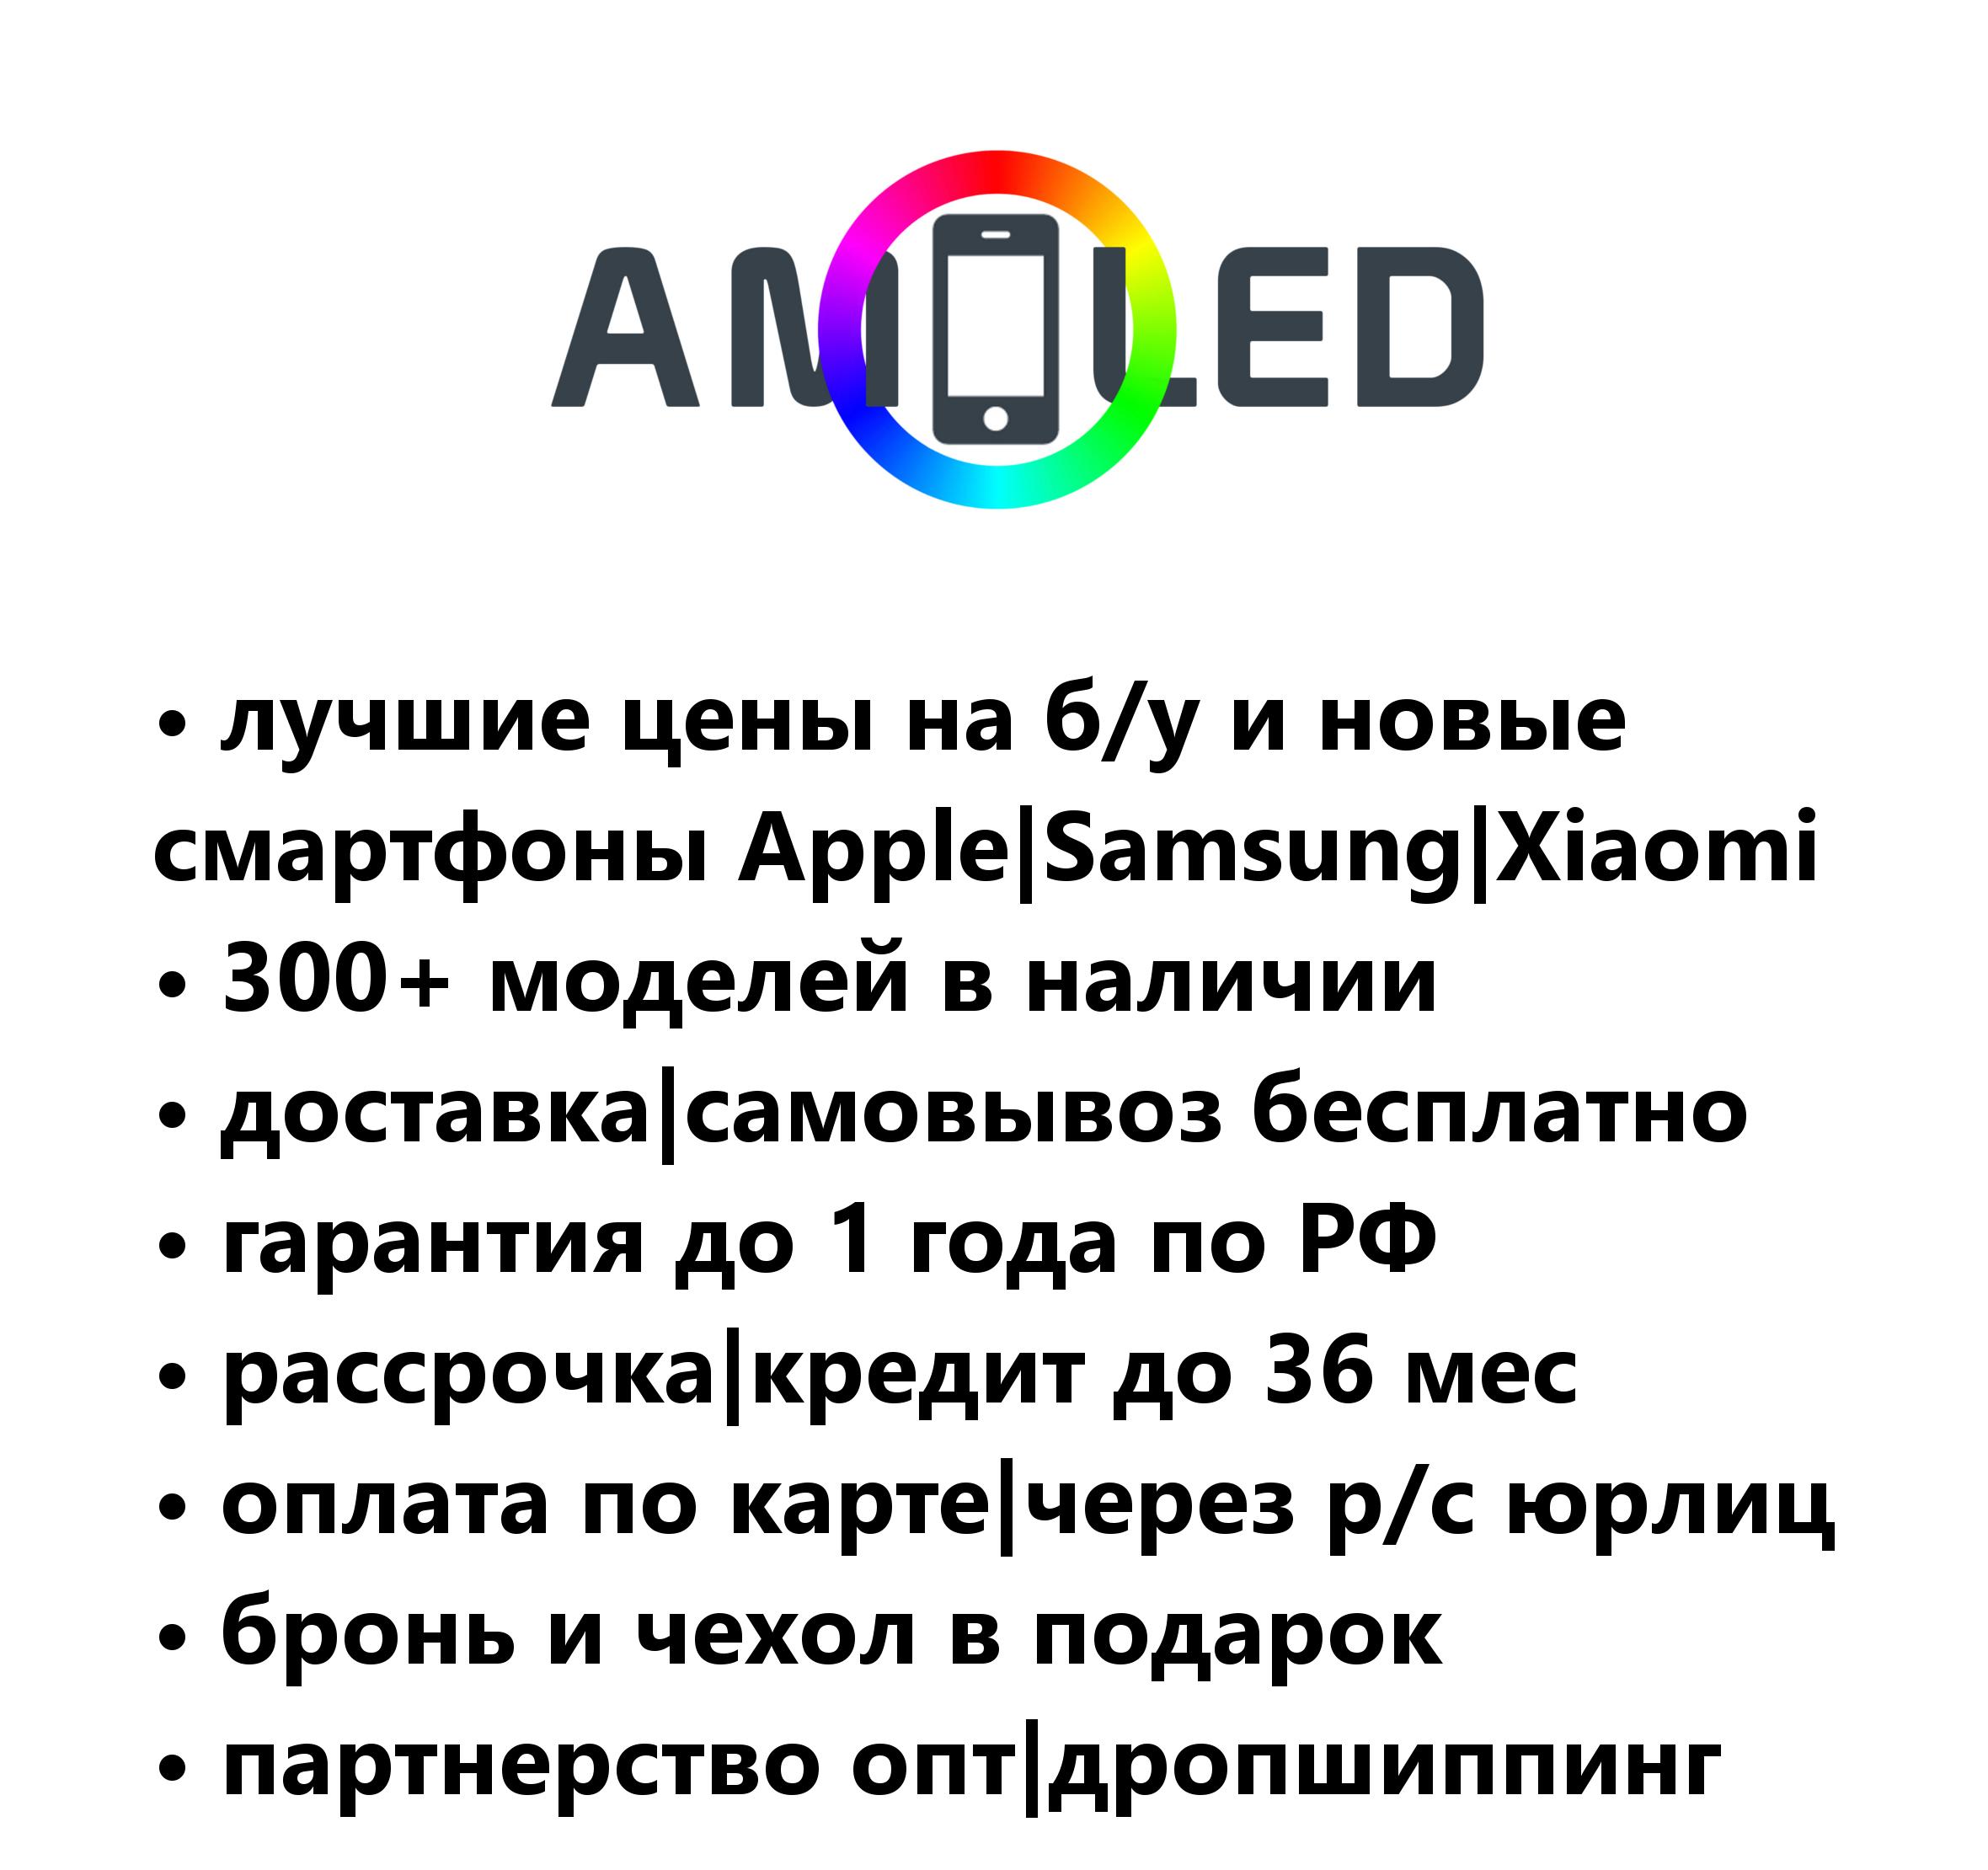 AMOLED
• лучшие цены на б/у и новые
смартфоны Apple|Samsung|Xiaomi
• 300+ моделей в наличии
• доставка|самовывоз бесплатно
• гарантия до 1 года по РФ
• рассрочка|кредит до 36 мес
• оплата по карте|через р/с юрлиц
• бронь и чехол в подарок
• партнерство опт|дропшиппинг